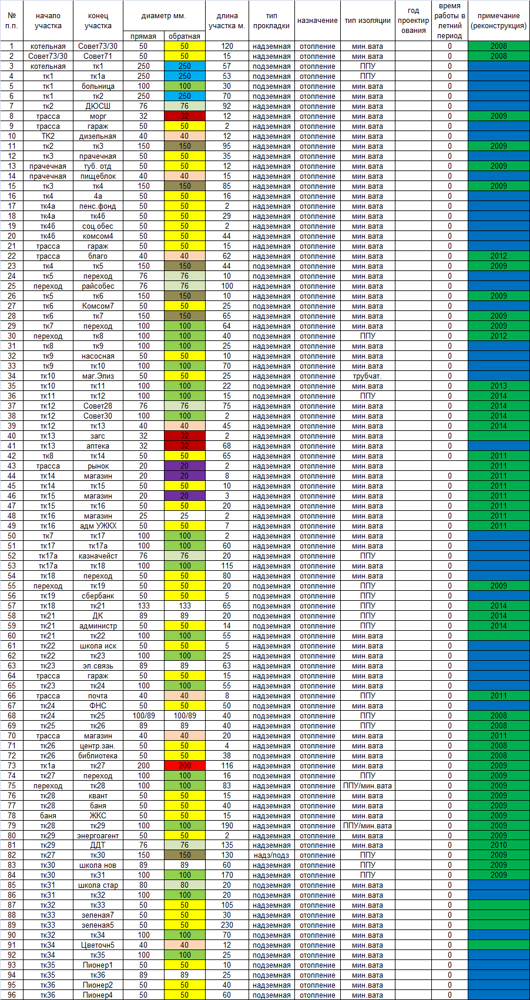 № п.п. начало участка конец участка диаметр мм. длина участка м. тип прокладки назначение тип изоляции год проектирования время работы в летний период примечание (реконструкция)
прямая обратная
1 котельная Совет73/30 50 50 120 надземная отопление мин.вата 0 2008
2 Совет73/30 Совет71 50 50 15 надземная отопление мин.вата 0 2008
3 котельная тк1 250 250 57 подземная отопление ППУ 0
4 тк1 тк1а 250 250 53 подземная отопление ППУ 0
5 тк1 больница 100 100 30 подземная отопление мин.вата 0
6 тк1 тк2 250 250 70 подземная отопление мин.вата 0
7 тк2 ДЮСШ 76 76 92 надземная отопление мин.вата 0
8 трасса морг 32 32 12 надземная отопление мин.вата 0 2009
9 трасса гараж 50 50 2 надземная отопление мин.вата 0
10 ТК2 дизельная 40 40 12 надземная отопление мин.вата 0
11 тк2 тк3 150 150 95 надземная отопление мин.вата 0 2009
12 тк3 прачечная 50 50 35 надземная отопление мин.вата 0
13 прачечная туб. отд 50 50 12 надземная отопление мин.вата 0 2009
14 прачечная пищеблок 40 40 15 надземная отопление мин.вата 0
15 тк3 тк4 150 150 85 надземная отопление мин.вата 0 2009
16 тк4 4а 50 50 16 надземная отопление мин.вата 0
17 тк4а пенс.фонд 50 50 2 надземная отопление мин.вата 0
18 тк4а тк4б 50 50 29 надземная отопление мин.вата 0
19 тк4б соц.обес 50 50 2 надземная отопление мин.вата 0
20 тк4б комсом4 50 50 44 надземная отопление мин.вата 0
21 трасса гараж 50 50 15 надземная отопление мин.вата 0
22 трасса благо 40 40 62 надземная отопление мин.вата 0 2012
23 тк4 тк5 150 150 44 подземная отопление мин.вата 0 2009
24 тк5 переход 76 76 10 подземная отопление мин.вата 0
25 переход райсобес 76 76 100 надземная отопление мин.вата 0
26 тк5 тк6 150 150 10 надземная отопление мин.вата 0 2009
27 тк6 Комсом7 50 50 25 подземная отопление мин.вата 0
28 тк6 тк7 150 150 65 надземная отопление мин.вата 0 2009
29 тк7 переход 100 100 64 надземная отопление мин.вата 0 2009
30 переход тк8 100 100 40 подземная отопление ППУ 0 2012
31 тк8 тк9 100 100 25 надземная отопление мин.вата 0
32 тк9 насосная 50 50 10 надземная отопление мин.вата 0
33 тк9 тк10 100 100 70 надземная отопление мин.вата 0
34 тк10 маг.Элиз 50 50 25 надземная отопление трубчат. 0
35 тк10 тк11 100 100 22 подземная отопление мин.вата 0 2013
36 тк11 тк12 100 100 15 подземная отопление ППУ 0 2014
37 тк12 Совет28 76 76 75 надземная отопление мин.вата 0 2014
38 тк12 Совет30 100 100 2 надземная отопление мин.вата 0 2014
39 тк12 тк13 40 40 45 надземная отопление мин.вата 0 2014
40 тк13 загс 32 32 2 надземная отопление мин.вата 0
41 тк13 аптека 32 32 68 надземная отопление мин.вата 0
42 тк8 тк14 50 50 65 надземная отопление мин.вата 0 2011
43 трасса рынок 20 20 2 надземная отопление мин.вата 2011
44 тк14 магазин 20 20 8 надземная отопление мин.вата 0 2011
45 тк14 тк15 50 50 10 надземная отопление мин.вата 0 2011
46 тк15 магазин 20 20 3 надземная отопление мин.вата 0 2011
47 тк15 тк16 50 50 20 надземная отопление мин.вата 0 2011
48 тк16 магазин 25 25 2 надземная отопление мин.вата 0 2011
49 тк16 адм УЖКХ 50 50 7 надземная отопление мин.вата 0 2011
50 тк7 тк17 100 100 2 надземная отопление мин.вата 0
51 тк17 тк17а 100 100 60 надземная отопление мин.вата 0
52 тк17а казначейст 76 76 20 надземная отопление ППУ 0
53 тк17а тк18 100 100 115 надземная отопление мин.вата 0
54 тк18 переход 50 50 80 надземная отопление мин.вата 0
55 переход тк19 50 50 20 подземная отопление ППУ 0 2009
56 тк19 сбербанк 50 50 5 подземная отопление ППУ 0
57 тк18 тк21 133 133 65 подземная отопление ППУ 0 2014
58 тк21 ДК 89 89 20 подземная отопление ППУ 0 2014
59 тк21 администр 50 50 14 подземная отопление ППУ 0 2014
60 тк21 тк22 100 100 55 надземная отопление мин.вата 0
61 тк22 школа иск 50 50 5 надземная отопление мин.вата 0
62 тк22 тк23 100 100 25 надземная отопление мин.вата 0
63 тк23 эл.связь 89 89 63 надземная отопление мин.вата 0
64 трасса гараж 50 50 15 надземная отопление мин.вата 0
65 тк23 тк24 100 100 55 надземная отопление мин.вата 0
66 трасса почта 40 40 8 надземная отопление ППУ 0 2011
67 тк24 ФНС 50 50 50 подземная отопление мин.вата 0
68 тк24 тк25 100/89 100/89 40 подземная отопление ППУ 0 2008
69 тк25 тк26 89 89 40 подземная отопление ППУ 0 2008
70 трасса магазин 40 40 20 надземная отопление мин.вата 0 2011
71 тк26 центр.зан. 50 50 4 надземная отопление мин.вата 0 2008
72 тк26 библиотека 50 50 38 подземная отопление мин.вата 0 2008
73 тк1а тк27 200 200 116 надземная отопление мин.вата 0 2009
74 тк27 переход 100 100 16 подземная отопление ППУ 0 2009
75 переход тк28 100 100 83 надземная отопление ППУ/мин.вата 0 2009
76 тк28 квант 50 50 15 надземная отопление мин.вата 0 2009
77 тк28 баня 50 50 40 надземная отопление мин.вата 0 2009
78 баня ЖКС 50 50 15 надземная отопление мин.вата 0 2009
79 тк28 тк29 100 100 190 надземная отопление ППУ/мин.вата 0 2009
80 тк29 энергоагент 50 50 2 надземная отопление мин.вата 0 2009
81 тк29 ДДТ 76 76 135 надземная отопление мин.вата 0 2010
82 тк27 тк30 150 150 130 надз/подз отопление ППУ 0 2009
83 тк30 школа нов 89 89 60 надземная отопление ППУ 0 2009
84 тк30 тк31 100 100 170 надземная отопление ППУ 0 2009
85 тк31 школа стар 80 80 20 подземная отопление мин.вата 0
86 тк31 тк32 100 100 20 подземная отопление мин.вата 0
87 тк32 тк33 50 50 105 надземная отопление мин.вата 0
88 тк33 зеленая7 50 50 30 надземная отопление мин.вата 0
89 тк33 зеленая5 50 50 230 надземная отопление мин.вата 0
90 тк32 тк34 100 100 70 подземная отопление мин.вата 0
91 тк34 Цветочн5 40 40 12 подземная отопление мин.вата 0
92 тк34 тк35 100 100 25 подземная отопление мин.вата 0
93 тк35 Пионер1 50 50 10 подземная отопление мин.вата 0
94 тк35 тк36 89 89 25 подземная отопление мин.вата 0
95 тк36 Пионер2 50 50 40 надземная отопление мин.вата 0
96 тк36 Пионер4 50 50 60 подземная отопление мин.вата 0